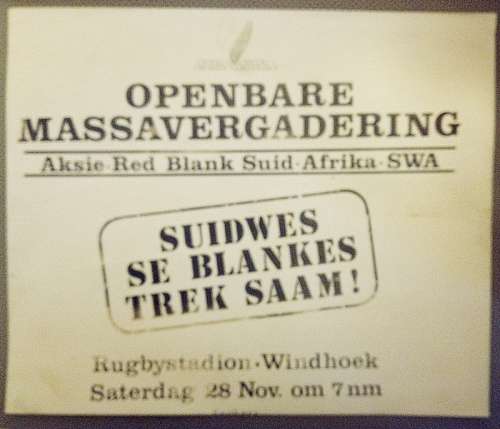 OPENBARE
MASSAVERGADERING
Aksie-Red Blank Suid-Afrika-SWA
SUIDWES
SE BLANKES
TREK SAAM!
Rugbystadion-Windhoek
Saterdag 28 Nov. om 7nm